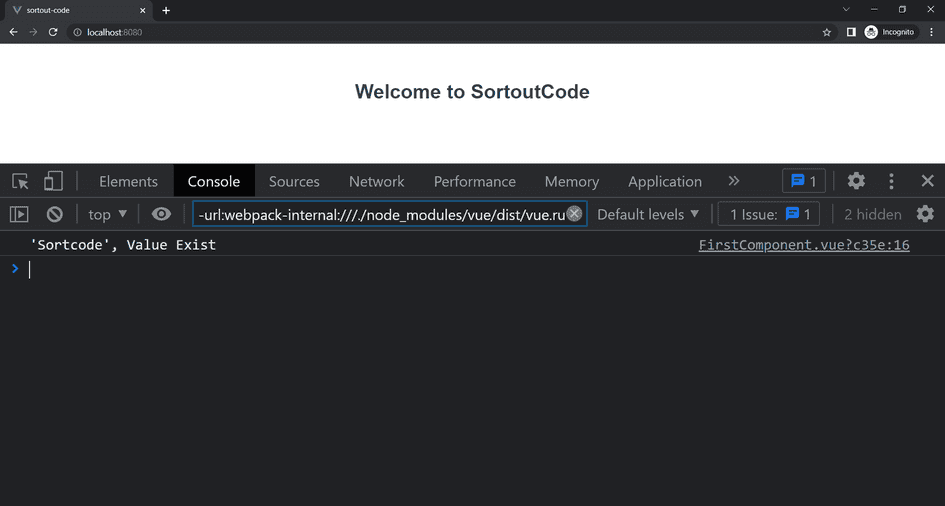 sortout-code
localhost:8080
Incognito
Welcome to SortoutCode
Elements Console Sources Network Performance Memory Application 1
top -url:webpack-internal:///./node_modules/vue/dist/vue.ru Default levels 1 Issue: 1 2 hidden
'Sortcode', Value Exist FirstComponent.vue?c35e:16